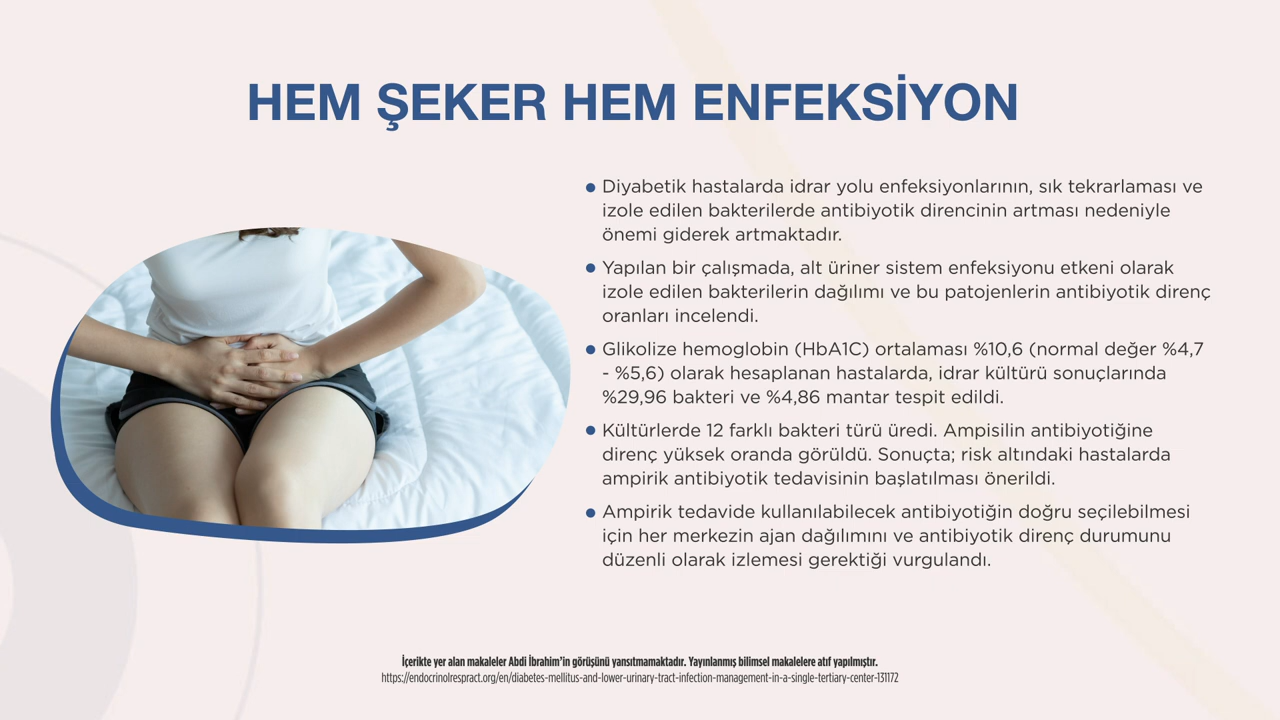 HEM ŞEKER HEM ENFEKSİYON
● Diyabetik hastalarda idrar yolu enfeksiyonlarının, sık tekrarlaması ve
izole edilen bakterilerde antibiyotik direncinin artması nedeniyle
önemi giderek artmaktadır.
● Yapılan bir çalışmada, alt üriner sistem enfeksiyonu etkeni olarak
izole edilen bakterilerin dağılımı ve bu patojenlerin antibiyotik direnç
oranları incelendi.
● Glikolize hemoglobin (HbA1C) ortalaması %10,6 (normal değer %4,7
- %5,6) olarak hesaplanan hastalarda, idrar kültürü sonuçlarında
%29,96 bakteri ve %4,86 mantar tespit edildi.
● Kültürlerde 12 farklı bakteri türü üredi. Ampisilin antibiyotiğine
direnç yüksek oranda görüldü. Sonuçta; risk altındaki hastalarda
ampirik antibiyotik tedavisinin başlatılması önerildi.
● Ampirik tedavide kullanılabilecek antibiyotiğin doğru seçilebilmesi
için her merkezin ajan dağılımını ve antibiyotik direnç durumunu
düzenli olarak izlemesi gerektiği vurgulandı.
İçerikte yer alan makaleler Abdi İbrahim’in görüşünü yansıtmamaktadır. Yayınlanmış bilimsel makalelere atıf yapılmıştır.
https://endocrinolrespract.org/en/diabetes-mellitus-and-lower-urinary-tract-infection-management-in-a-single-tertiary-center-131172